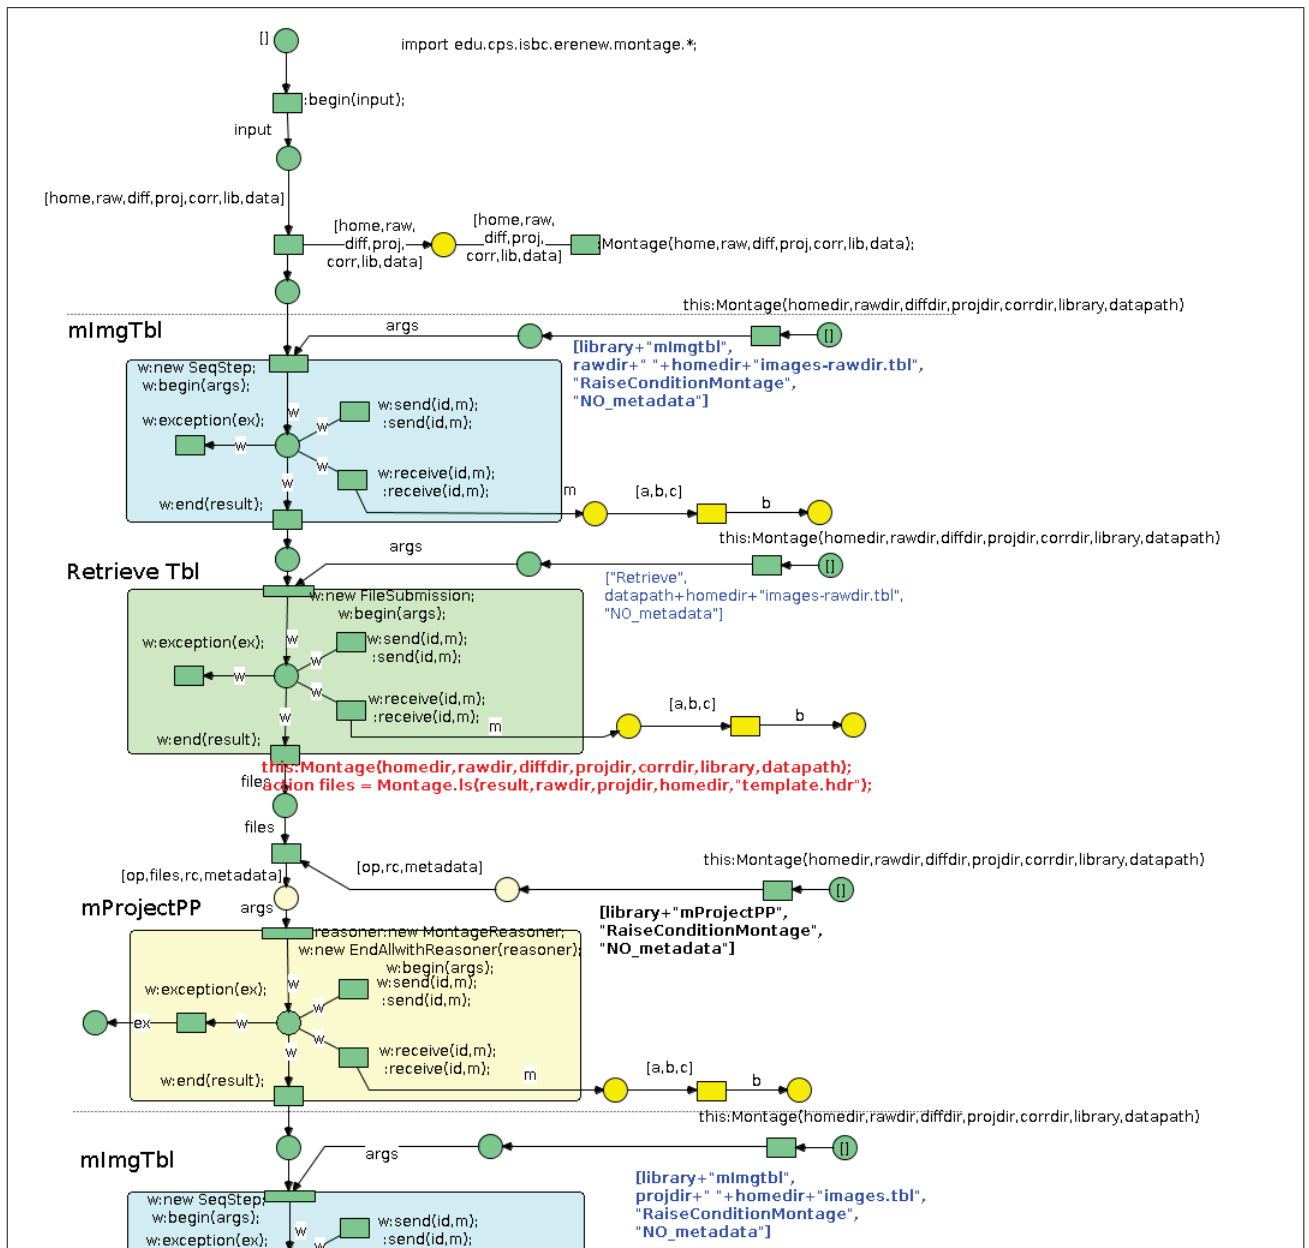 []
import edu.cps.isbc.erenew.montage.*;
:begin(input);
input
[home,raw,diff,proj,corr,lib,data]
[home,raw,
diff,proj,
corr,lib,data]
[home,raw,
diff,proj,
corr,lib,data]
:Montage(home,raw,diff,proj,corr,lib,data);
this:Montage(homedir,rawdir,diffdir,projdir,corrdir,library,datapath)
mImgTbl
args
[]
[library+"mImgtbl",
rawdir+" "+homedir+"images-rawdir.tbl",
"RaiseConditionMontage",
"NO_metadata"]
w:new SeqStep;
w:begin(args);
w
w:send(id,m);
:send(id,m);
w:exception(ex);
w
w
w
w:receive(id,m);
:receive(id,m);
w
w:end(result);
m
[a,b,c]
b
this:Montage(homedir,rawdir,diffdir,projdir,corrdir,library,datapath)
args
[]
Retrieve Tbl
["Retrieve",
datapath+homedir+"images-rawdir.tbl",
"NO_metadata"]
w:new FileSubmission;
w:begin(args);
w
w:send(id,m);
:send(id,m);
w:exception(ex);
w
w
w
w:receive(id,m);
:receive(id,m);
w
m
w:end(result);
[a,b,c]
b
this:Montage(homedir,rawdir,diffdir,projdir,corrdir,library,datapath);
files
action files = Montage.ls(result,rawdir,projdir,homedir,"template.hdr");
files
[op,files,rc,metadata]
[op,rc,metadata]
this:Montage(homedir,rawdir,diffdir,projdir,corrdir,library,datapath)
[]
mProjectPP
args
[library+"mProjectPP",
"RaiseConditionMontage",
"NO_metadata"]
reasoner:new MontageReasoner;
w:new EndAllwithReasoner(reasoner);
w:begin(args);
w
w:send(id,m);
:send(id,m);
w:exception(ex);
w
ex
w
w
w:receive(id,m);
:receive(id,m);
w
w:end(result);
m
[a,b,c]
b
this:Montage(homedir,rawdir,diffdir,projdir,corrdir,library,datapath)
mImgTbl
args
[]
[library+"mImgtbl",
projdir+" "+homedir+"images.tbl",
"RaiseConditionMontage",
"NO_metadata"]
w:new SeqStep;
w:begin(args);
w
w:send(id,m);
:send(id,m);
w:exception(ex);
w